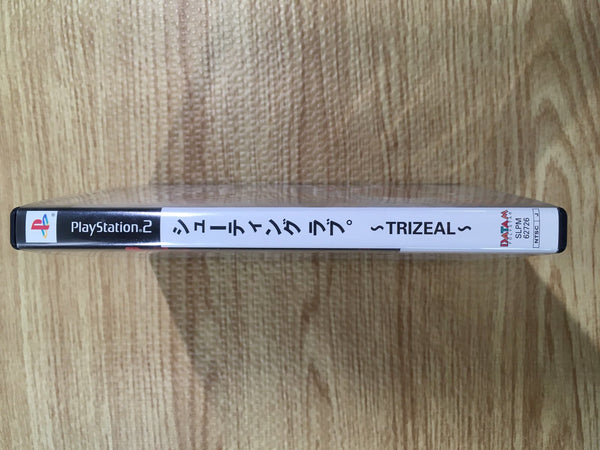 PlayStation.2
シューティング ラブ。
～TRIZEAL～
DATAM
SLPM
62726
NTSC J